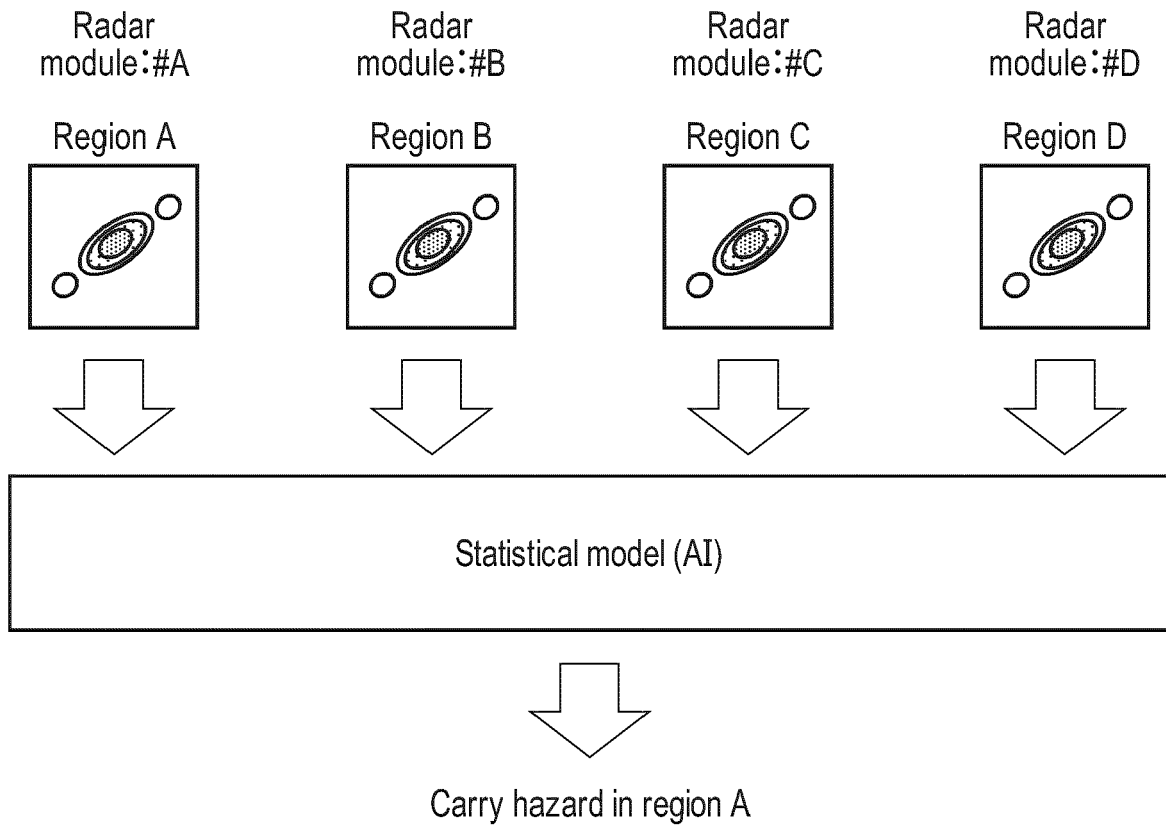 Radar
module:#A
Radar
module:#B
Radar
module:#C
Radar
module:#D
Region A
Region B
Region C
Region D
Statistical model (AI)
Carry hazard in region A